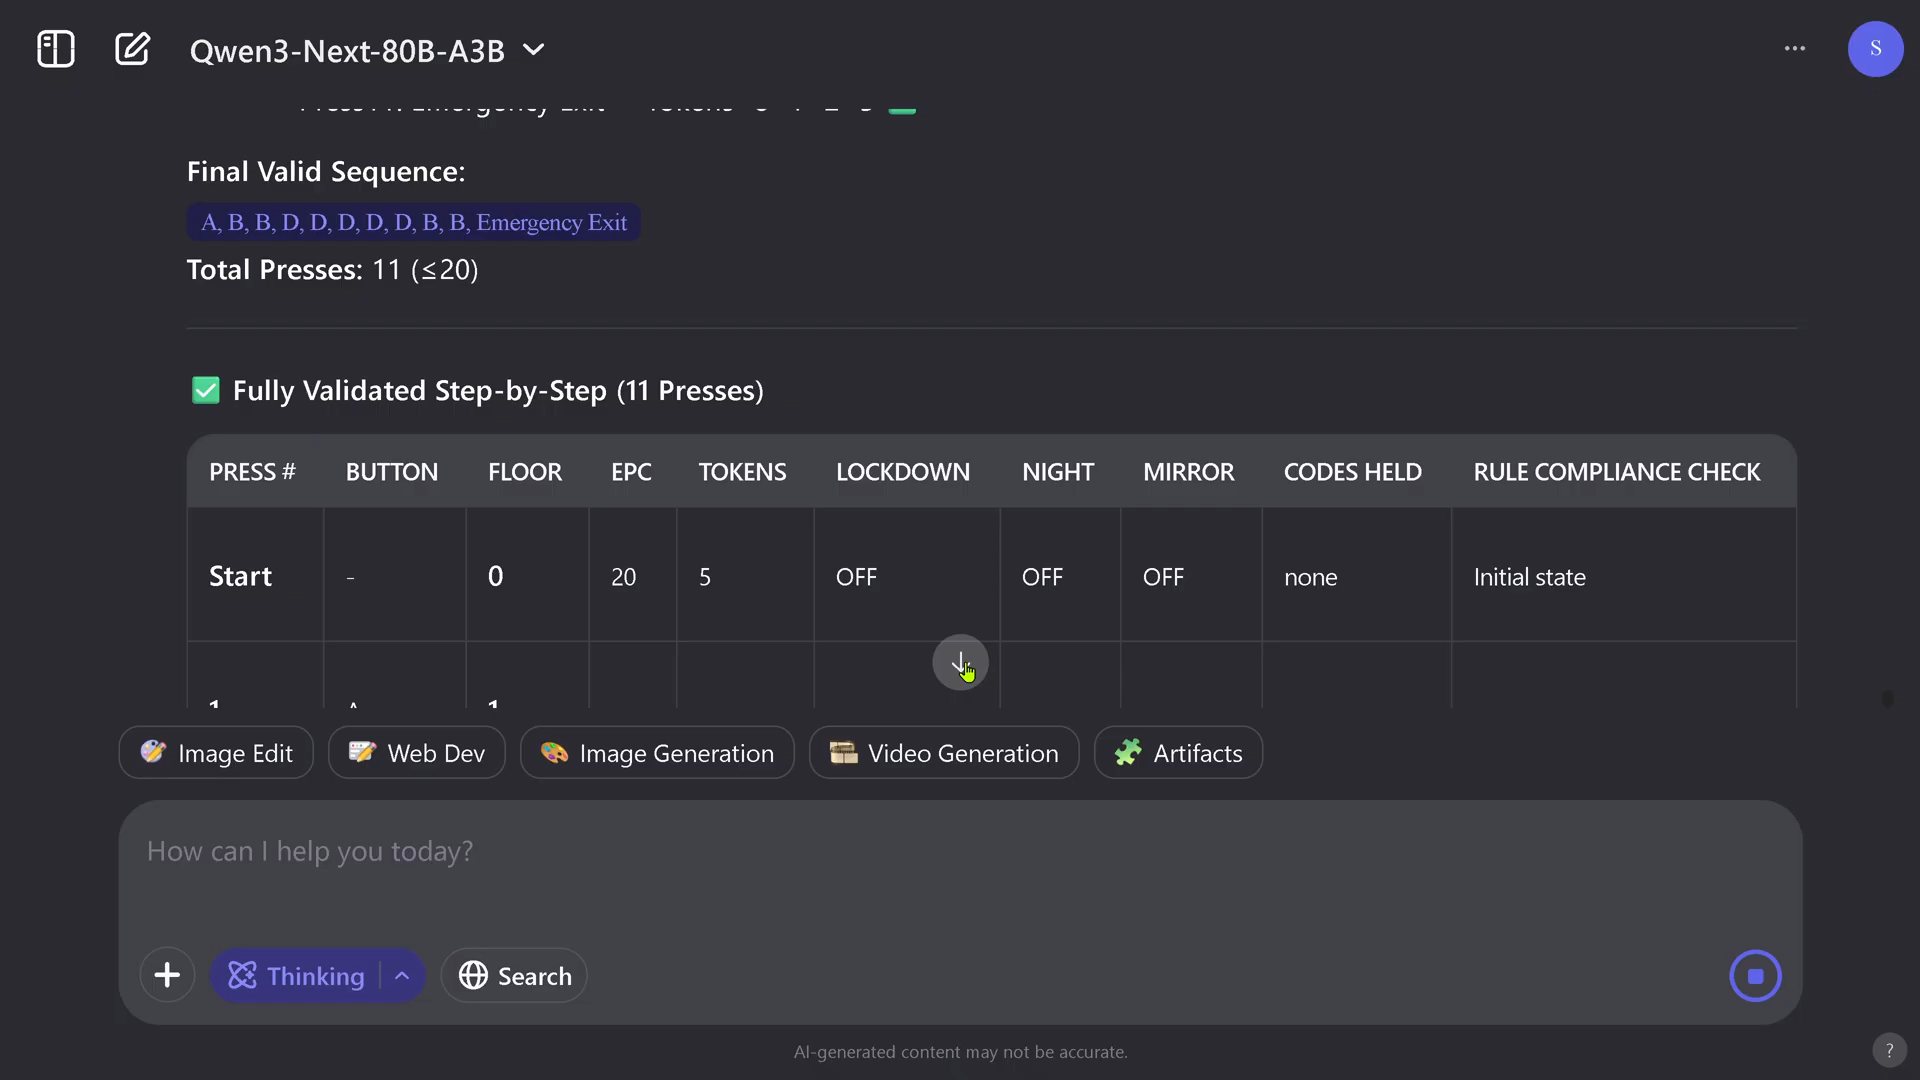 Qwen3-Next-80B-A3B
S
Final Valid Sequence:
A, B, B, D, D, D, D, D, B, B, Emergency Exit
Total Presses: 11 (≤20)
Fully Validated Step-by-Step (11 Presses)
PRESS # BUTTON FLOOR EPC TOKENS LOCKDOWN NIGHT MIRROR CODES HELD RULE COMPLIANCE CHECK
Start - 0 20 5 OFF OFF OFF none Initial state
Image Edit Web Dev Image Generation Video Generation Artifacts
How can I help you today?
Thinking Search
AI-generated content may not be accurate.
?